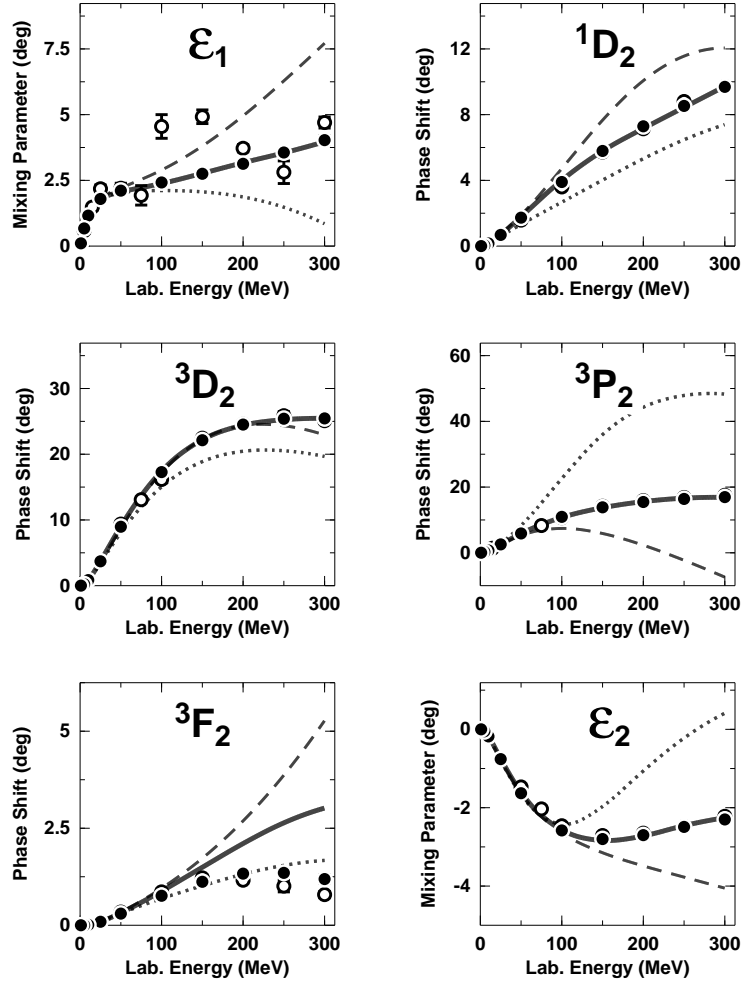 ε1
Mixing Parameter (deg)
7.5
5
2.5
0
0 100 200 300
Lab. Energy (MeV)
1D2
Phase Shift (deg)
12
8
4
0
0 100 200 300
Lab. Energy (MeV)
3D2
Phase Shift (deg)
30
20
10
0
0 100 200 300
Lab. Energy (MeV)
3P2
Phase Shift (deg)
60
40
20
0
0 100 200 300
Lab. Energy (MeV)
3F2
Phase Shift (deg)
5
2.5
0
0 100 200 300
Lab. Energy (MeV)
ε2
Mixing Parameter (deg)
0
-2
-4
0 100 200 300
Lab. Energy (MeV)